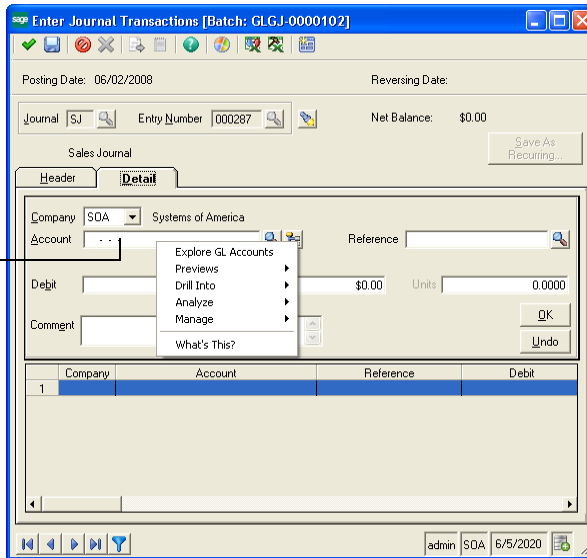 sage Enter Journal Transactions [Batch: GLGJ-0000102]
Posting Date: 06/02/2008 Reversing Date:
Journal SJ Entry Number 000287 Net Balance: $0.00
Save As
Recurring...
Sales Journal
Header Detail
Company SOA Systems of America
Account - - - Reference
Explore GL Accounts
Previews
Drill Into
Analyze
Manage
What's This?
Debit $0.00 Units 0.0000
Comment
OK
Undo
Company Account Reference Debit
1
admin SOA 6/5/2020